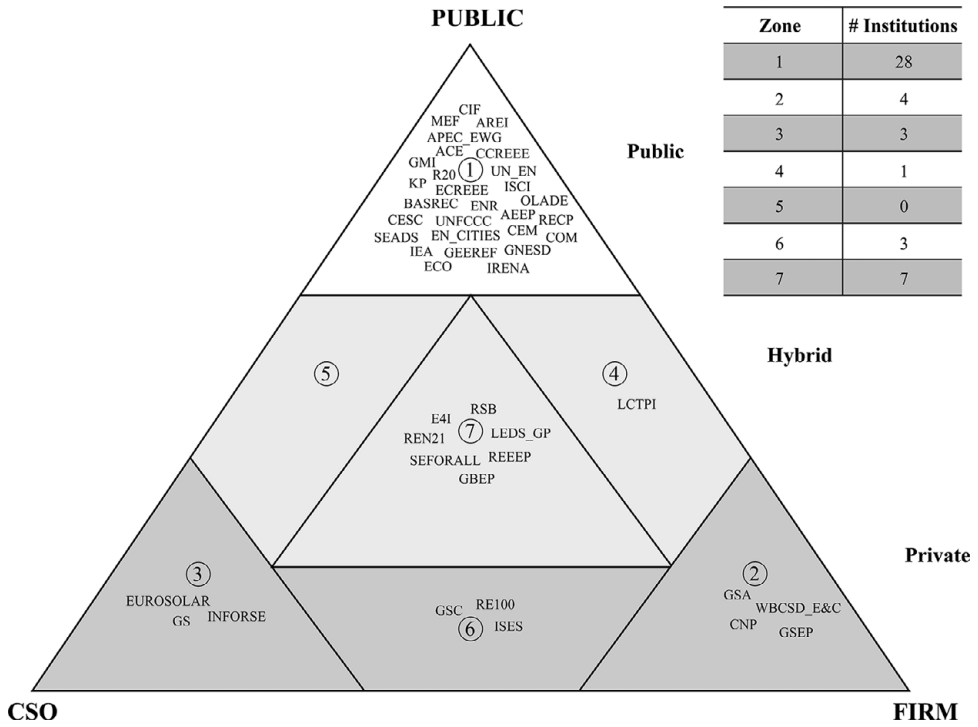 PUBLIC
Zone # Institutions
1 28
2 4
3 3
4 1
5 0
6 3
7 7
Public
Hybrid
Private
CIF
MEF AREI
APEC_EWG
ACE CCREEE
GMI 1 UN_EN
KP R20 ISCI
ECREEE
BASREC ENR OLADE
CESC UNFCCC AEEP RECP
SEADS EN_CITIES CEM COM
IEA GEEREF GNESD
ECO IRENA
5
4
LCTPI
RSB
E4I
REN21 7 LEDS_GP
SEFORALL REEEP
GBEP
3
EUROSOLAR
GS INFORSE
GSC RE100
6 ISES
2
GSA WBCSD_E&C
CNP GSEP
CSO
FIRM